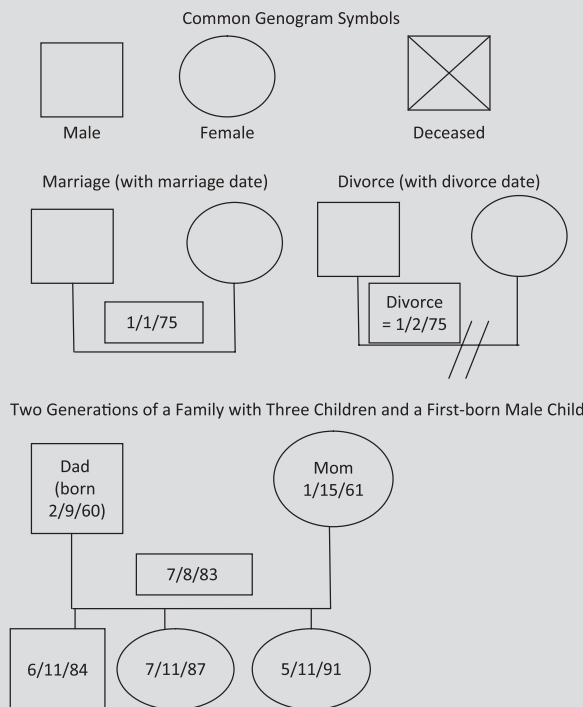 Common Genogram Symbols
Male
Female
Deceased
Marriage (with marriage date)
Divorce (with divorce date)
1/1/75
Divorce
= 1/2/75
Two Generations of a Family with Three Children and a First-born Male Child
Dad
(born
2/9/60)
Mom
1/15/61
7/8/83
6/11/84
7/11/87
5/11/91